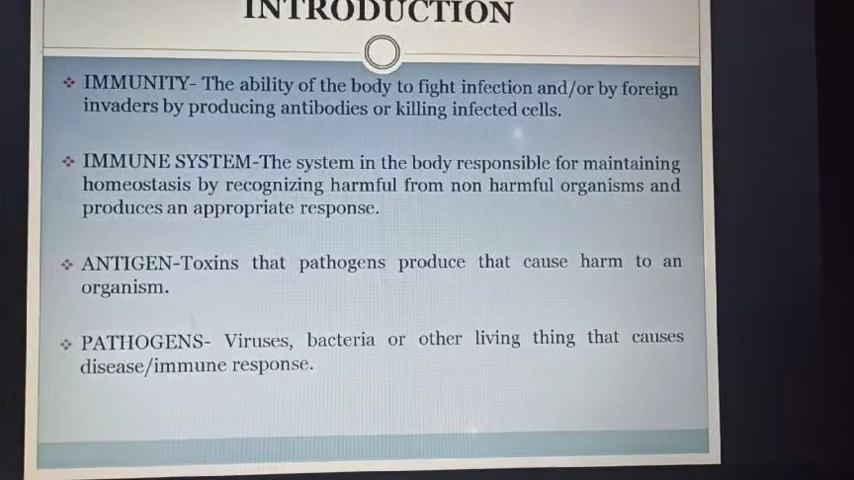 INTRODUCTION
IMMUNITY- The ability of the body to fight infection and/or by foreign
invaders by producing antibodies or killing infected cells.
IMMUNE SYSTEM-The system in the body responsible for maintaining
homeostasis by recognizing harmful from non harmful organisms and
produces an appropriate response.
ANTIGEN-Toxins that pathogens produce that cause harm to an
organism.
PATHOGENS- Viruses, bacteria or other living thing that causes
disease/immune response.